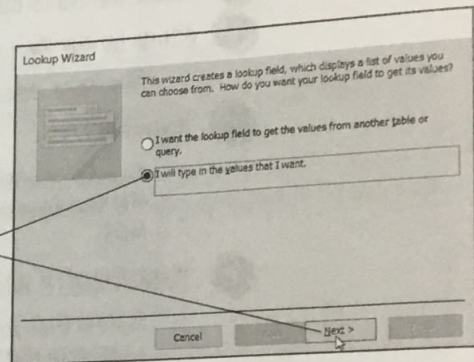 Lookup Wizard
This wizard creates a lookup field, which displays a list of values you
can choose from. How do you want your lookup field to get its values?
I want the lookup field to get the values from another table or
query.
I will type in the values that I want.
Cancel
Next >